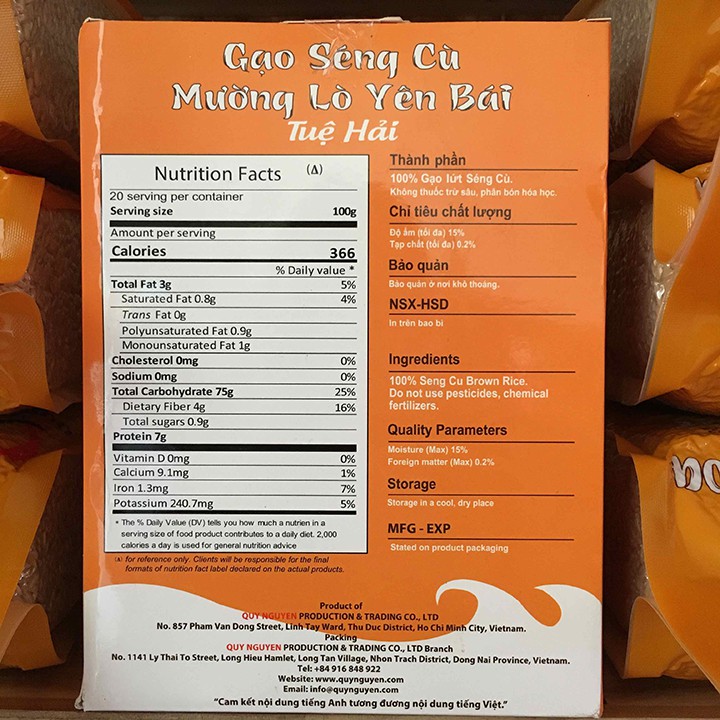 Gạo Séng Cù
Mường Lò Yên Bái
Tuệ Hải
Nutrition Facts (Δ)
20 serving per container
Serving size 100g
Amount per serving
Calories 366
% Daily value *
Total Fat 3g 5%
Saturated Fat 0.8g 4%
Trans Fat 0g
Polyunsaturated Fat 0.9g
Monounsaturated Fat 1g
Cholesterol 0mg 0%
Sodium 0mg 0%
Total Carbohydrate 75g 25%
Dietary Fiber 4g 16%
Total sugars 0.9g
Protein 7g
Vitamin D 0mg 0%
Calcium 9.1mg 1%
Iron 1.3mg 7%
Potassium 240.7mg 5%
* The % Daily Value (DV) tells you how much a nutrien in a
serving size of food product contributes to a daily diet. 2,000
calories a day is used for general nutrition advice
(Δ) for reference only. Clients will be responsible for the final
formats of nutrition fact label declared on the actual products.
Thành phần
100% Gạo lứt Séng Cù.
Không thuốc trừ sâu, phân bón hóa học.
Chỉ tiêu chất lượng
Độ ẩm (tối đa) 15%
Tạp chất (tối đa) 0.2%
Bảo quản
Bảo quản ở nơi khô thoáng.
NSX-HSD
In trên bao bì
Ingredients
100% Seng Cu Brown Rice.
Do not use pesticides, chemical
fertilizers.
Quality Parameters
Moisture (Max) 15%
Foreign matter (Max) 0.2%
Storage
Storage in a cool, dry place
MFG - EXP
Stated on product packaging
Product of
QUY NGUYEN PRODUCTION & TRADING CO., LTD
No. 857 Pham Van Dong Street, Linh Tay Ward, Thu Duc District, Ho Chi Minh City, Vietnam.
Packing
QUY NGUYEN PRODUCTION & TRADING CO., LTD Branch
No. 1141 Ly Thai To Street, Long Hieu Hamlet, Long Tan Village, Nhon Trach District, Dong Nai Province, Vietnam.
Tel: +84 916 848 922
Website: www.quynguyen.com
Email: info@quynguyen.com
"Cam kết nội dung tiếng Anh tương đương nội dung tiếng Việt."